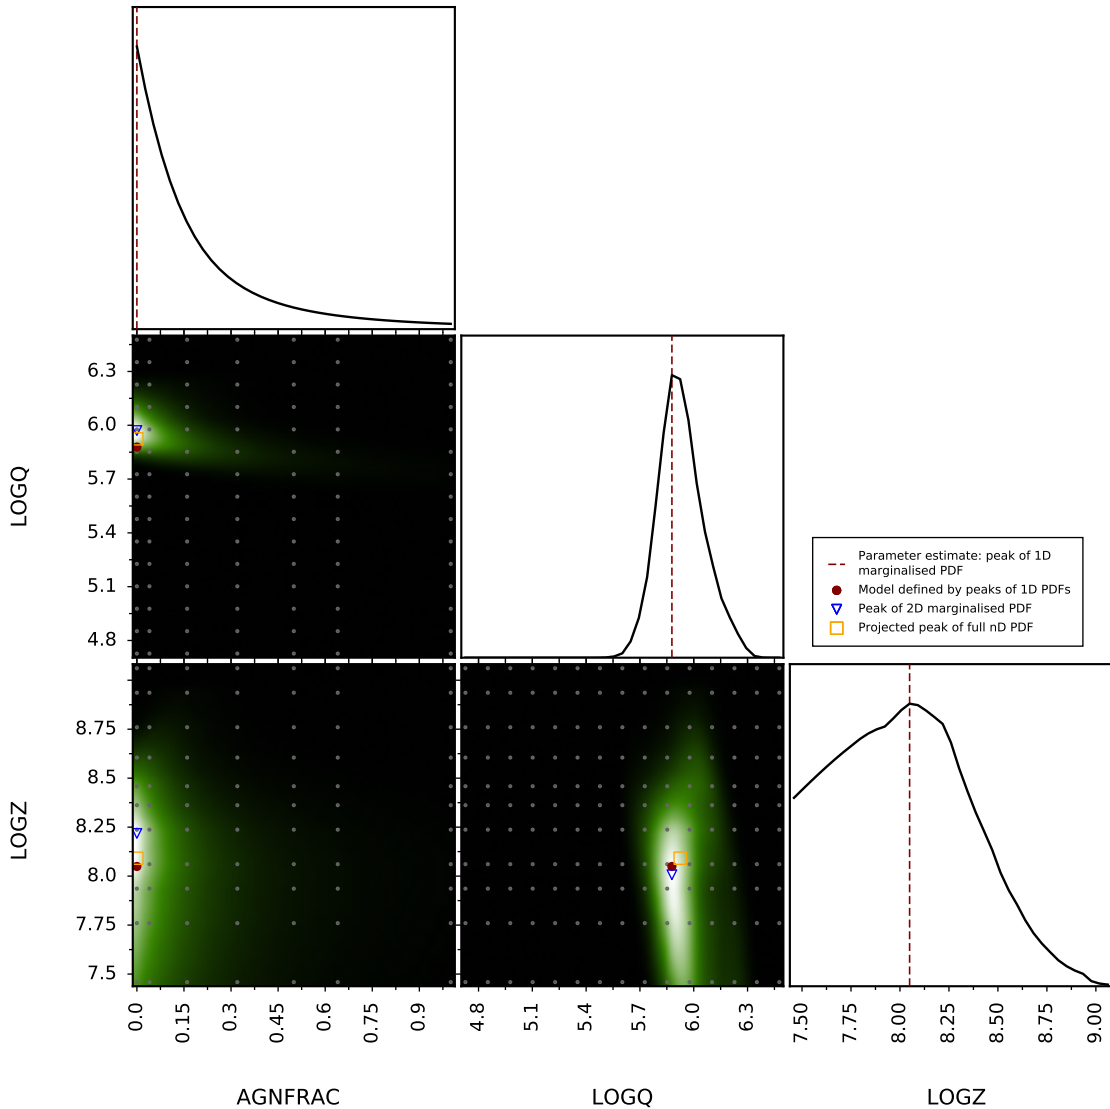 6.3
6.0
5.7
5.4
5.1
4.8
LOGQ
Parameter estimate: peak of 1D
marginalised PDF
Model defined by peaks of 1D PDFs
Peak of 2D marginalised PDF
Projected peak of full nD PDF
8.75
8.5
8.25
8.0
7.75
7.5
LOGZ
0.0 0.15 0.3 0.45 0.6 0.75 0.9
4.8 5.1 5.4 5.7 6.0 6.3
7.50 7.75 8.00 8.25 8.50 8.75 9.00
AGNFRAC
LOGQ
LOGZ